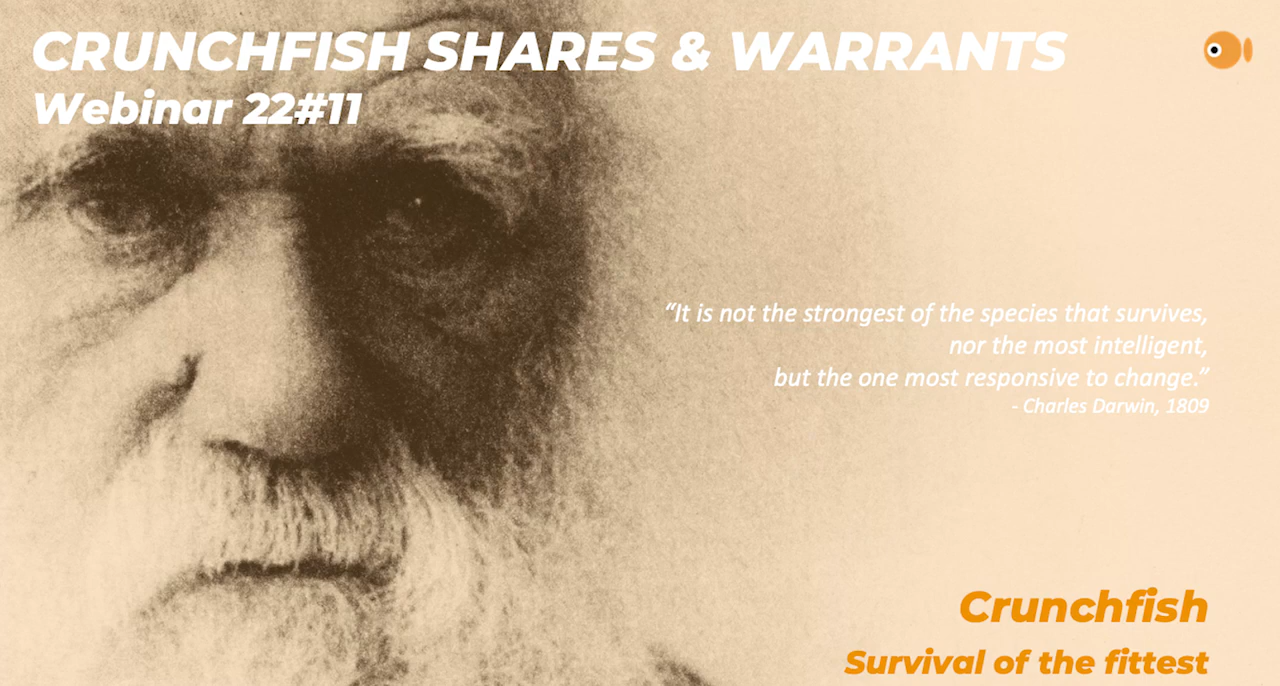 CRUNCHFISH SHARES & WARRANTS
Webinar 22#11
“It is not the strongest of the species that survives,
nor the most intelligent,
but the one most responsive to change.”
- Charles Darwin, 1809
Crunchfish
Survival of the fittest